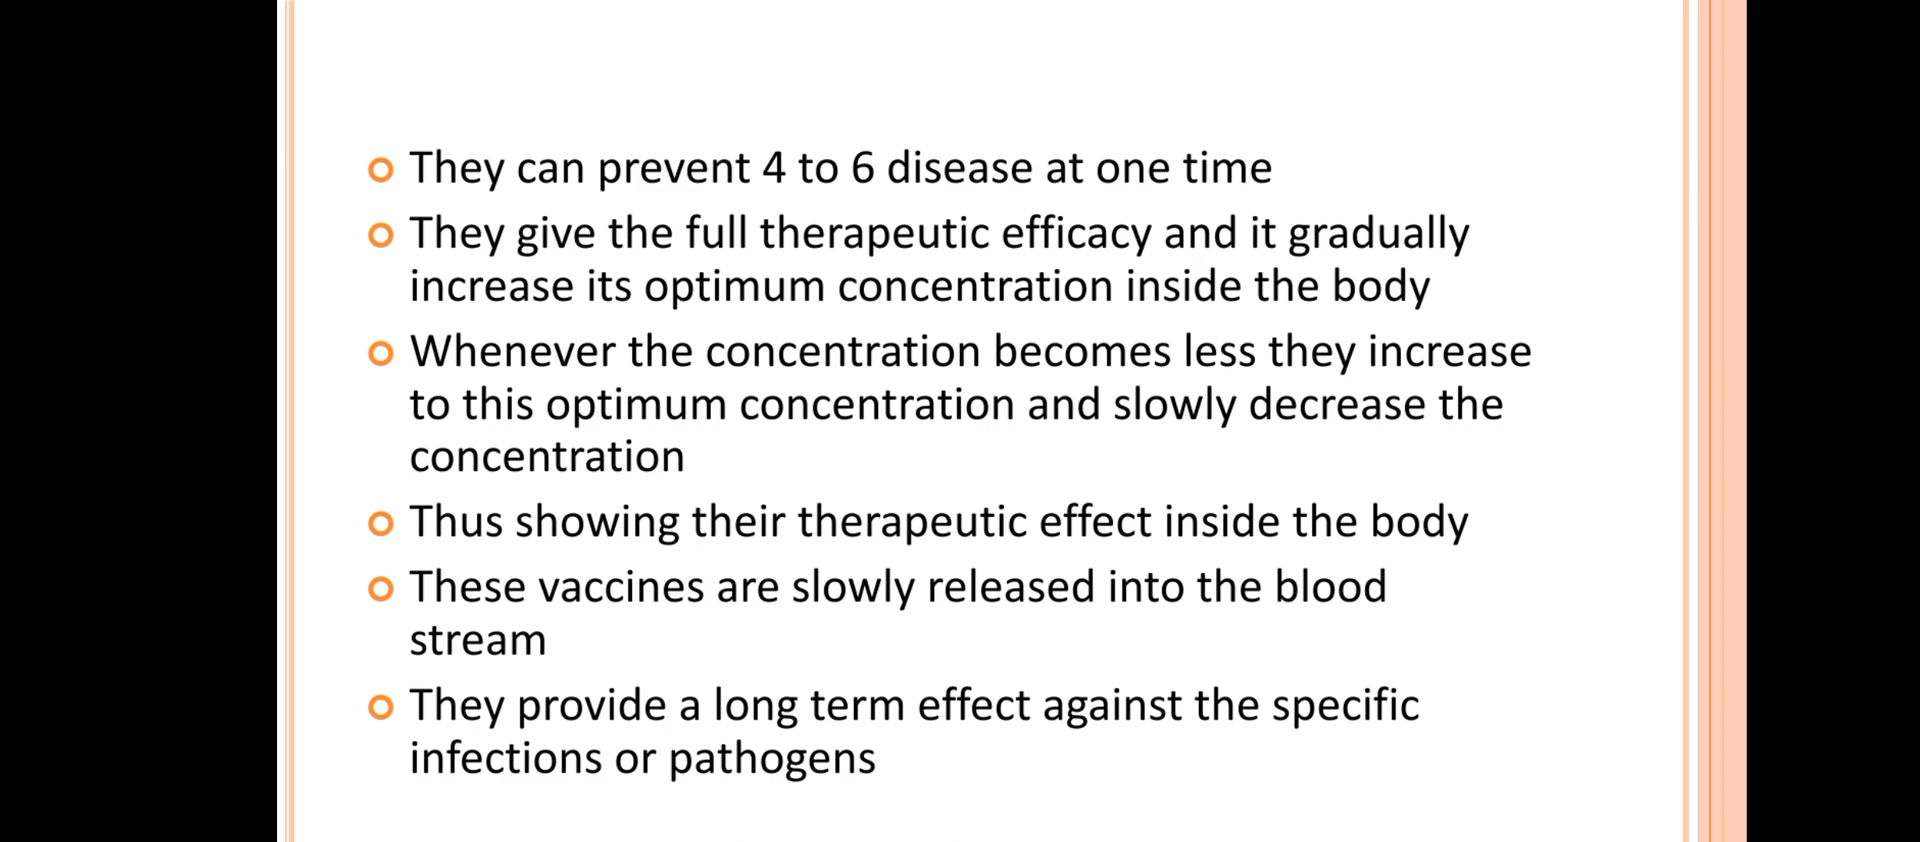 They can prevent 4 to 6 disease at one time
They give the full therapeutic efficacy and it gradually
increase its optimum concentration inside the body
Whenever the concentration becomes less they increase
to this optimum concentration and slowly decrease the
concentration
Thus showing their therapeutic effect inside the body
These vaccines are slowly released into the blood
stream
They provide a long term effect against the specific
infections or pathogens